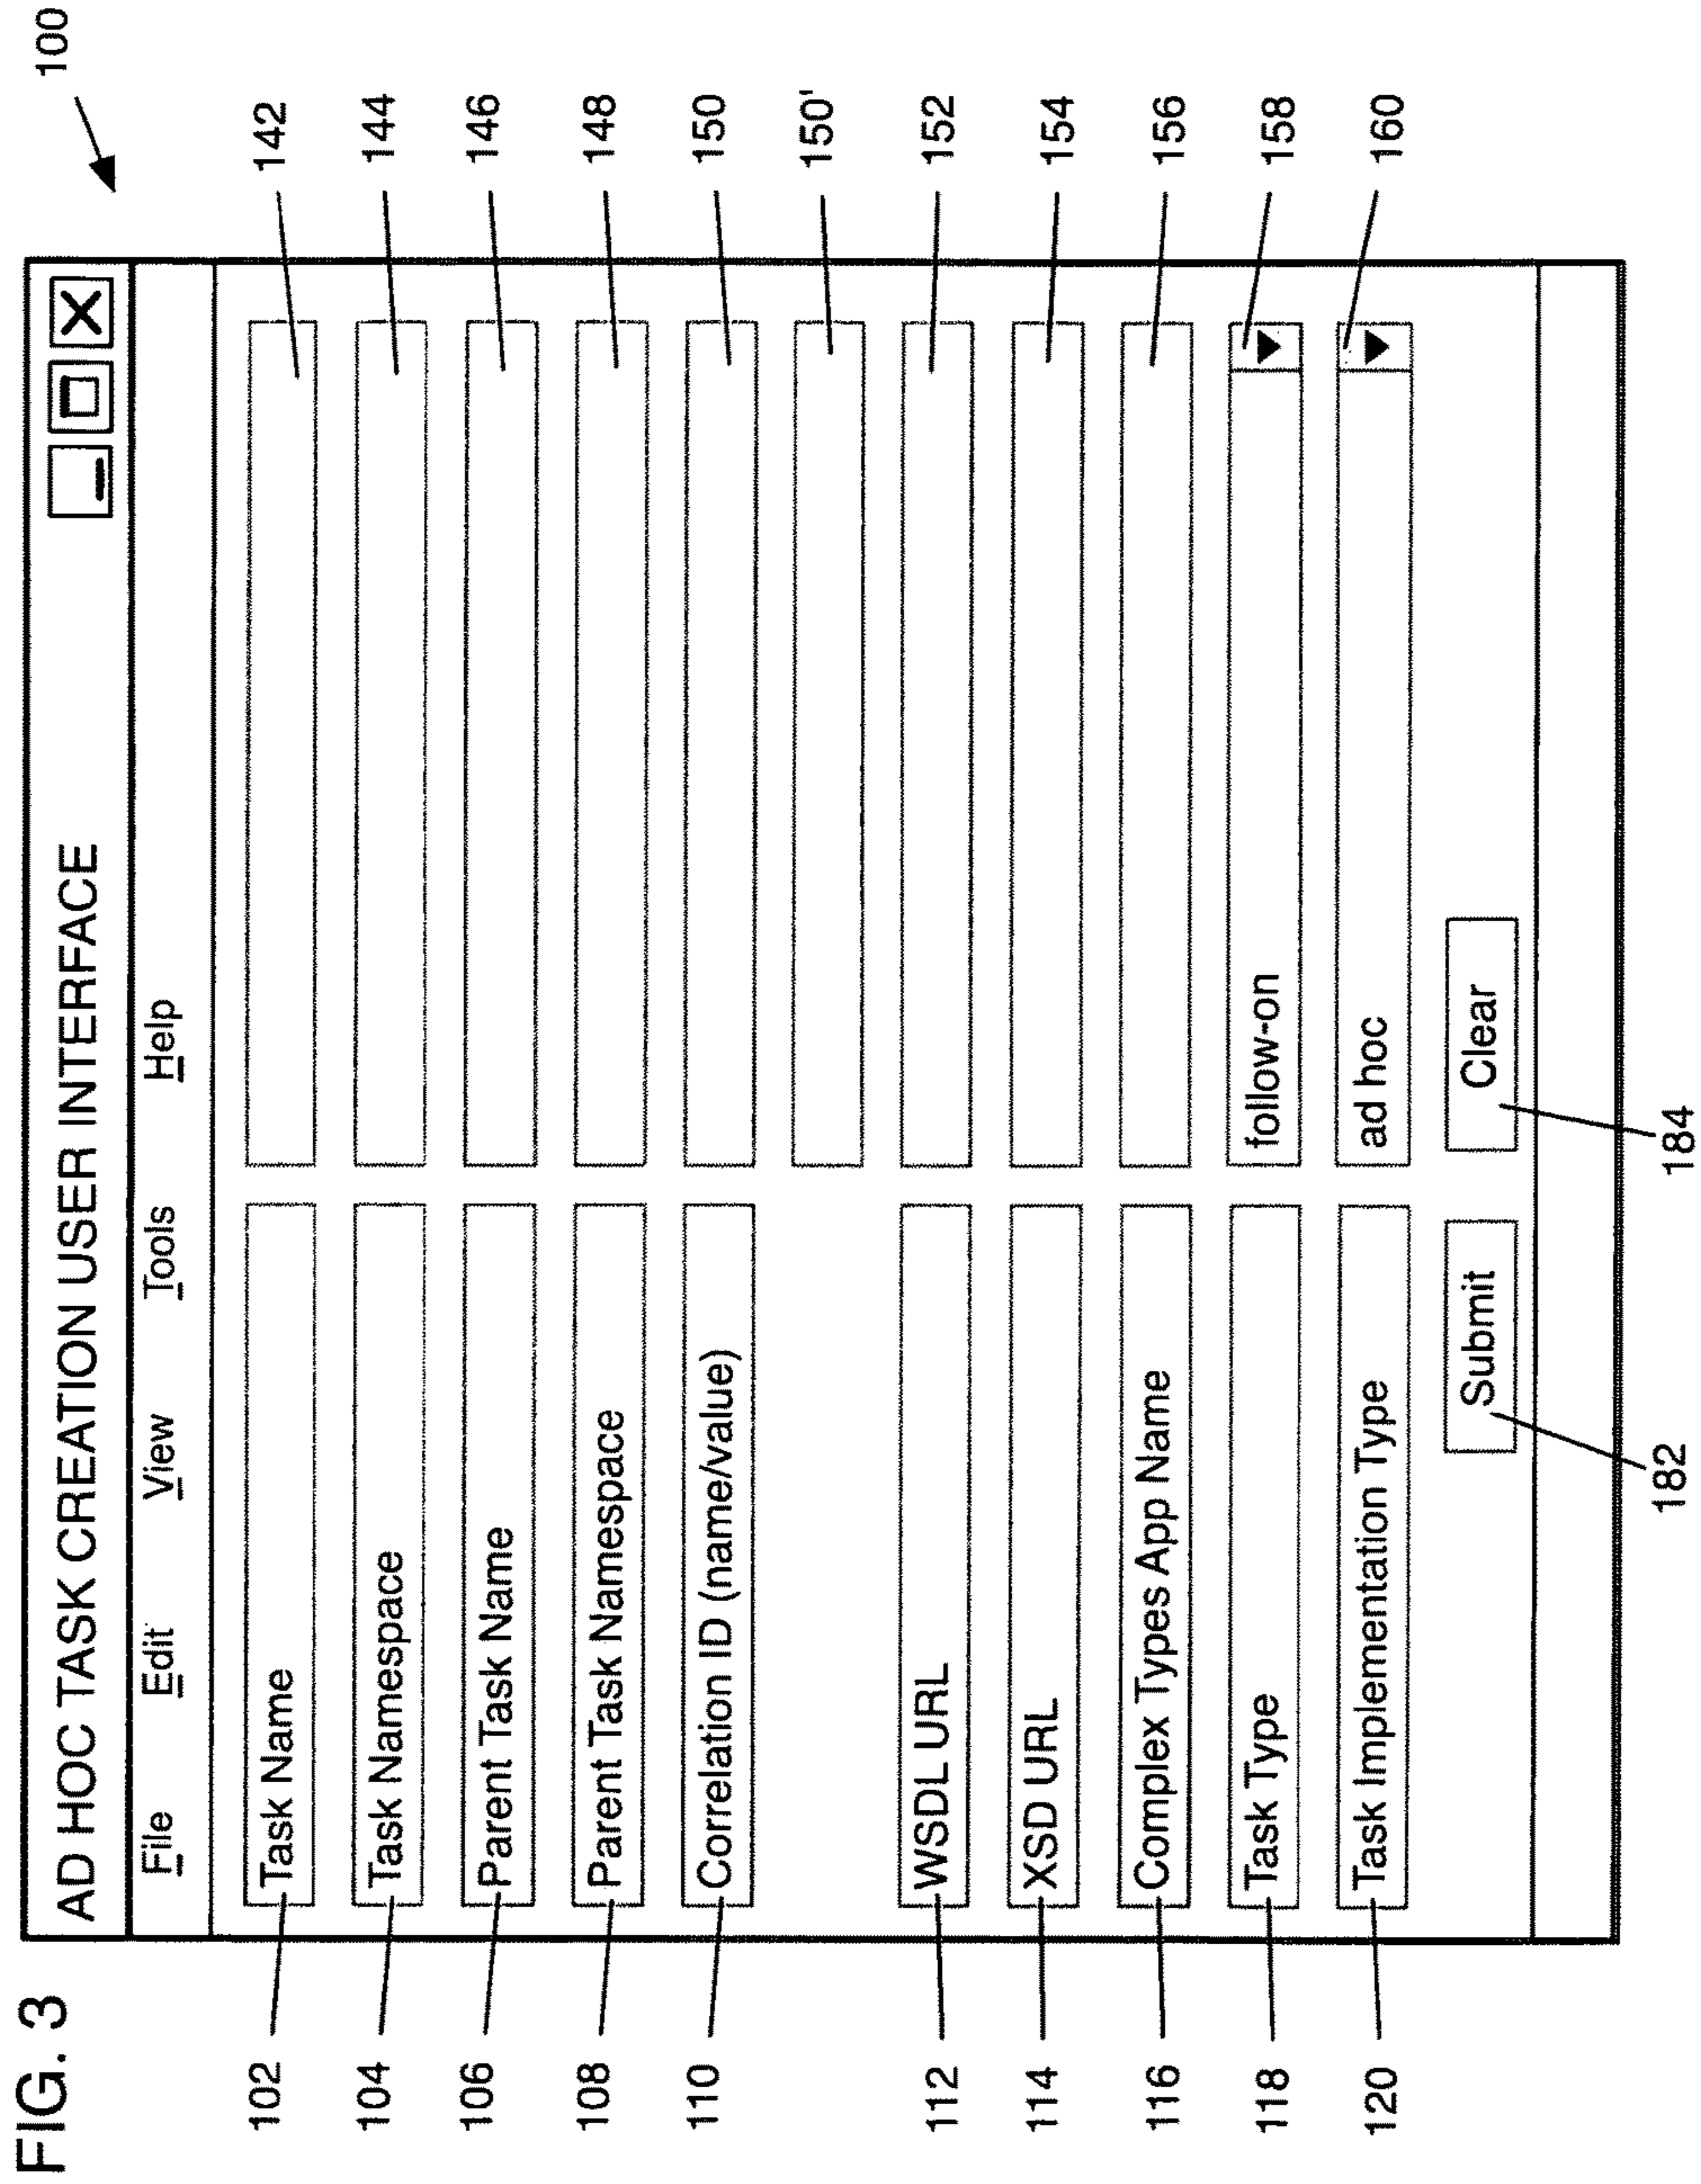 FIG. 3
100
AD HOC TASK CREATION USER INTERFACE
File Edit View Tools Help
102 Task Name 142
104 Task Namespace 144
106 Parent Task Name 146
108 Parent Task Namespace 148
110 Correlation ID (name/value) 150
150'
112 WSDL URL 152
114 XSD URL 154
116 Complex Types App Name 156
118 Task Type follow-on 158
120 Task Implementation Type ad hoc 160
Submit Clear
182 184